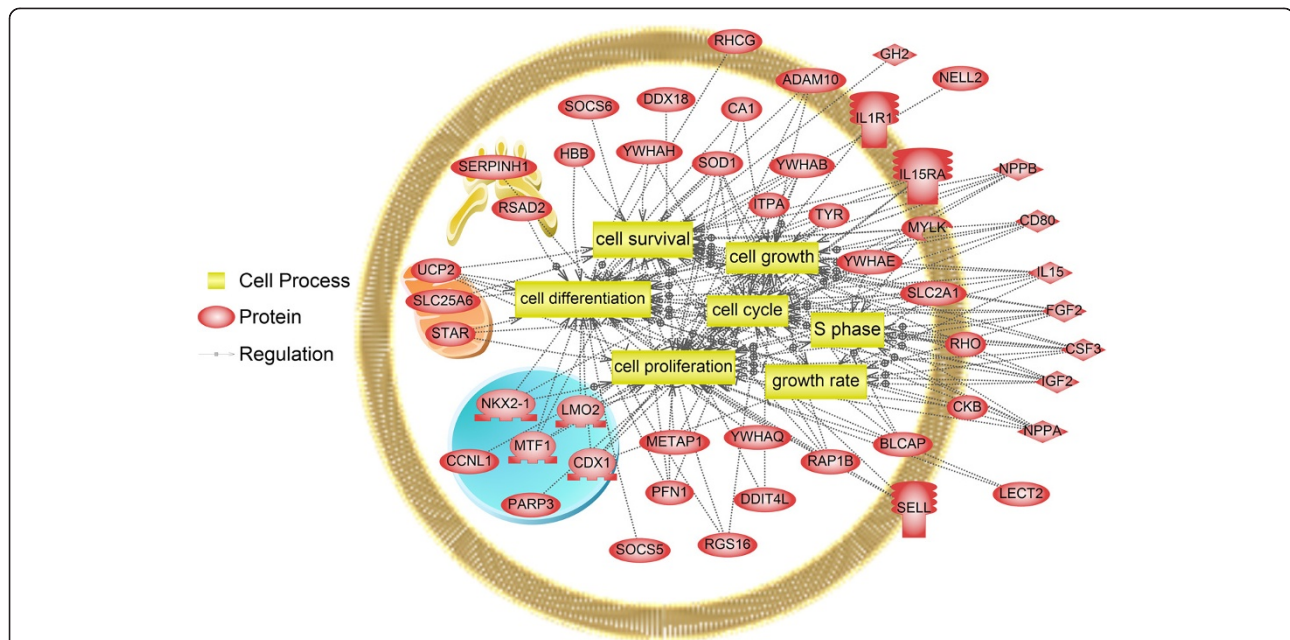 RHCG
GH2
ADAM10
NELL2
SOCS6
DDX18
CA1
IL1R1
SERPINH1
HBB
YWHAH
SOD1
YWHAB
IL15RA
NPPB
RSAD2
ITPA
TYR
MYLK
CD80
cell survival
cell growth
YWHAE
UCP2
IL15
Cell Process
SLC25A6
cell differentiation
SLC2A1
Protein
cell cycle
FGF2
STAR
S phase
RHO
CSF3
Regulation
cell proliferation
growth rate
IGF2
NKX2-1
LMO2
CKB
NPPA
MTF1
METAP1
YWHAQ
BLCAP
CCNL1
CDX1
RAP1B
PARP3
PFN1
DDIT4L
LECT2
SELL
SOCS5
RGS16